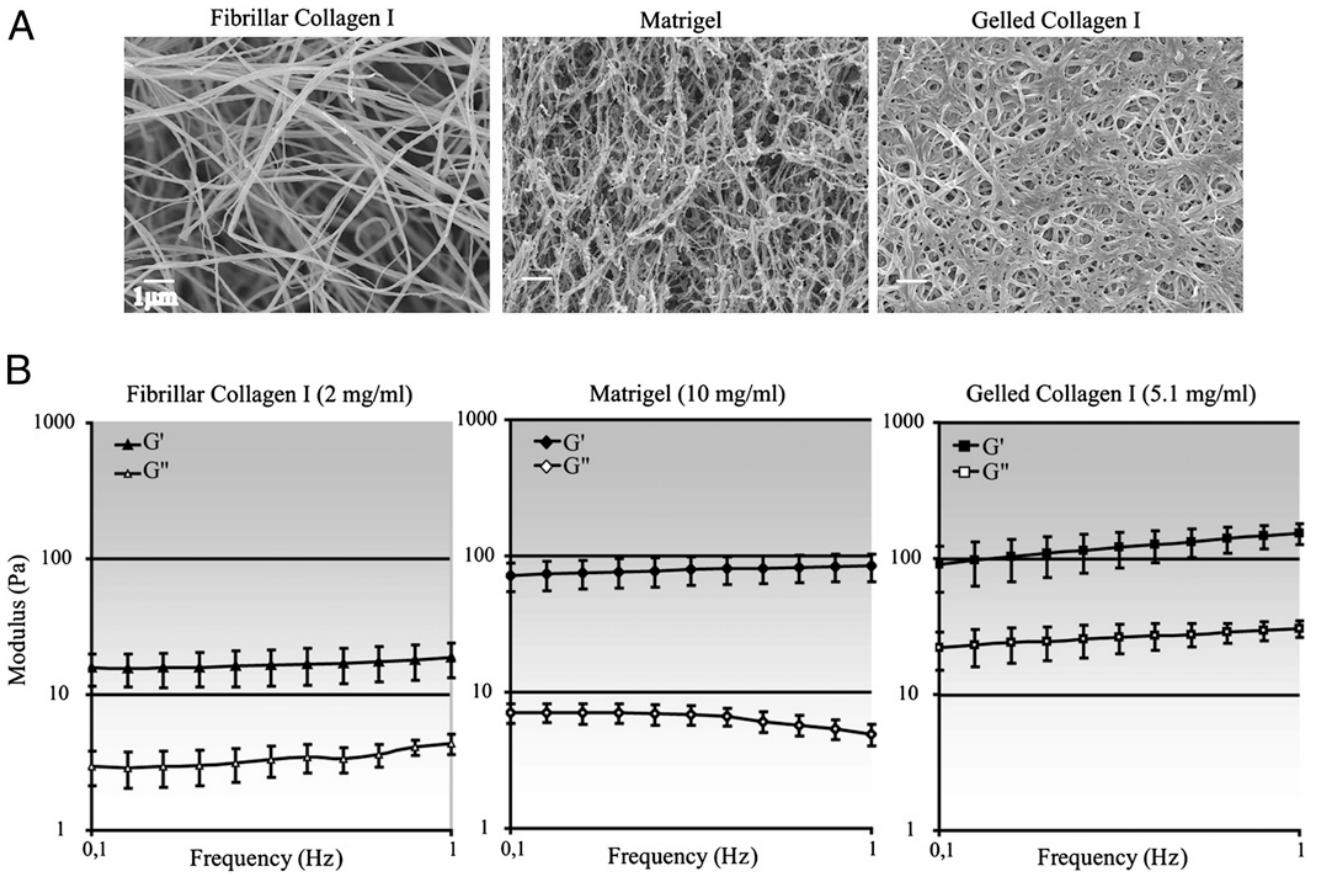 A
Fibrillar Collagen I
Matrigel
Gelled Collagen I
1µm
B
Fibrillar Collagen I (2 mg/ml)
Matrigel (10 mg/ml)
Gelled Collagen I (5.1 mg/ml)
Modulus (Pa)
1000
100
10
1
G'
G"
0,1
1
Frequency (Hz)
1000
100
10
1
G'
G"
0,1
1
Frequency (Hz)
1000
100
10
1
G'
G"
0,1
1
Frequency (Hz)